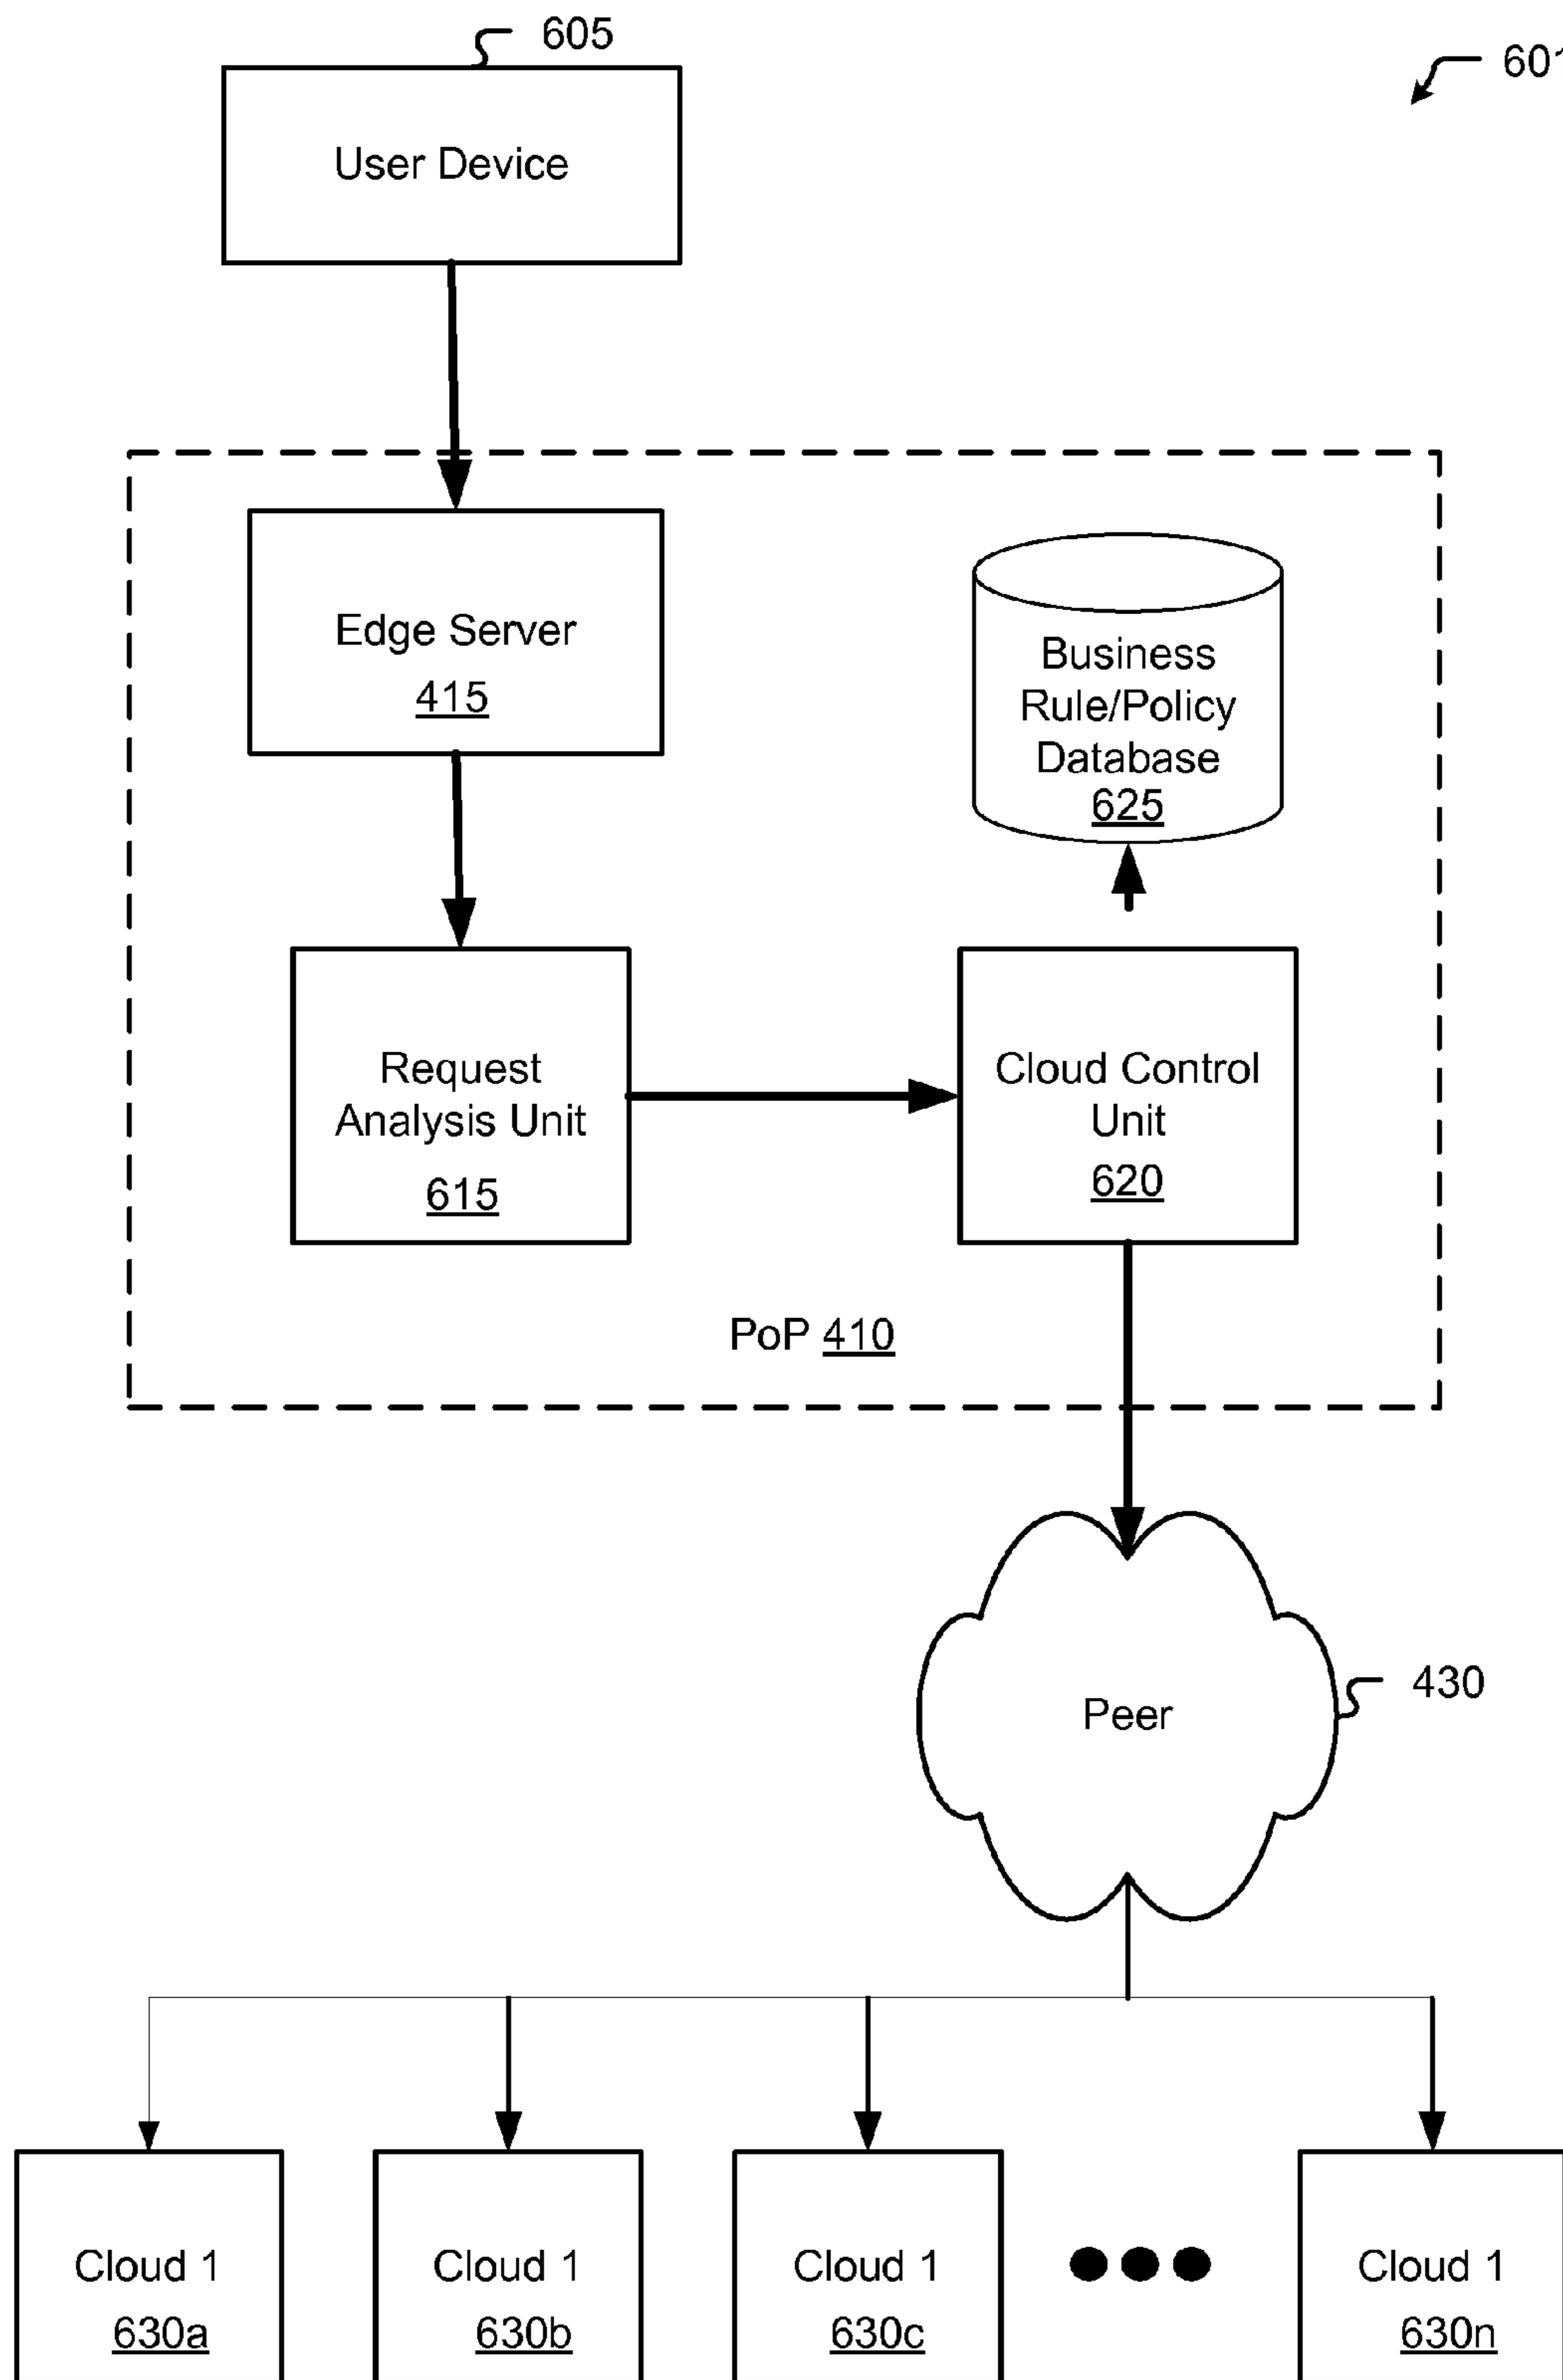 605
601
User Device
Edge Server
415
Business
Rule/Policy
Database
625
Request
Analysis Unit
615
Cloud Control
Unit
620
PoP 410
Peer
430
Cloud 1
630a
Cloud 1
630b
Cloud 1
630c
Cloud 1
630n